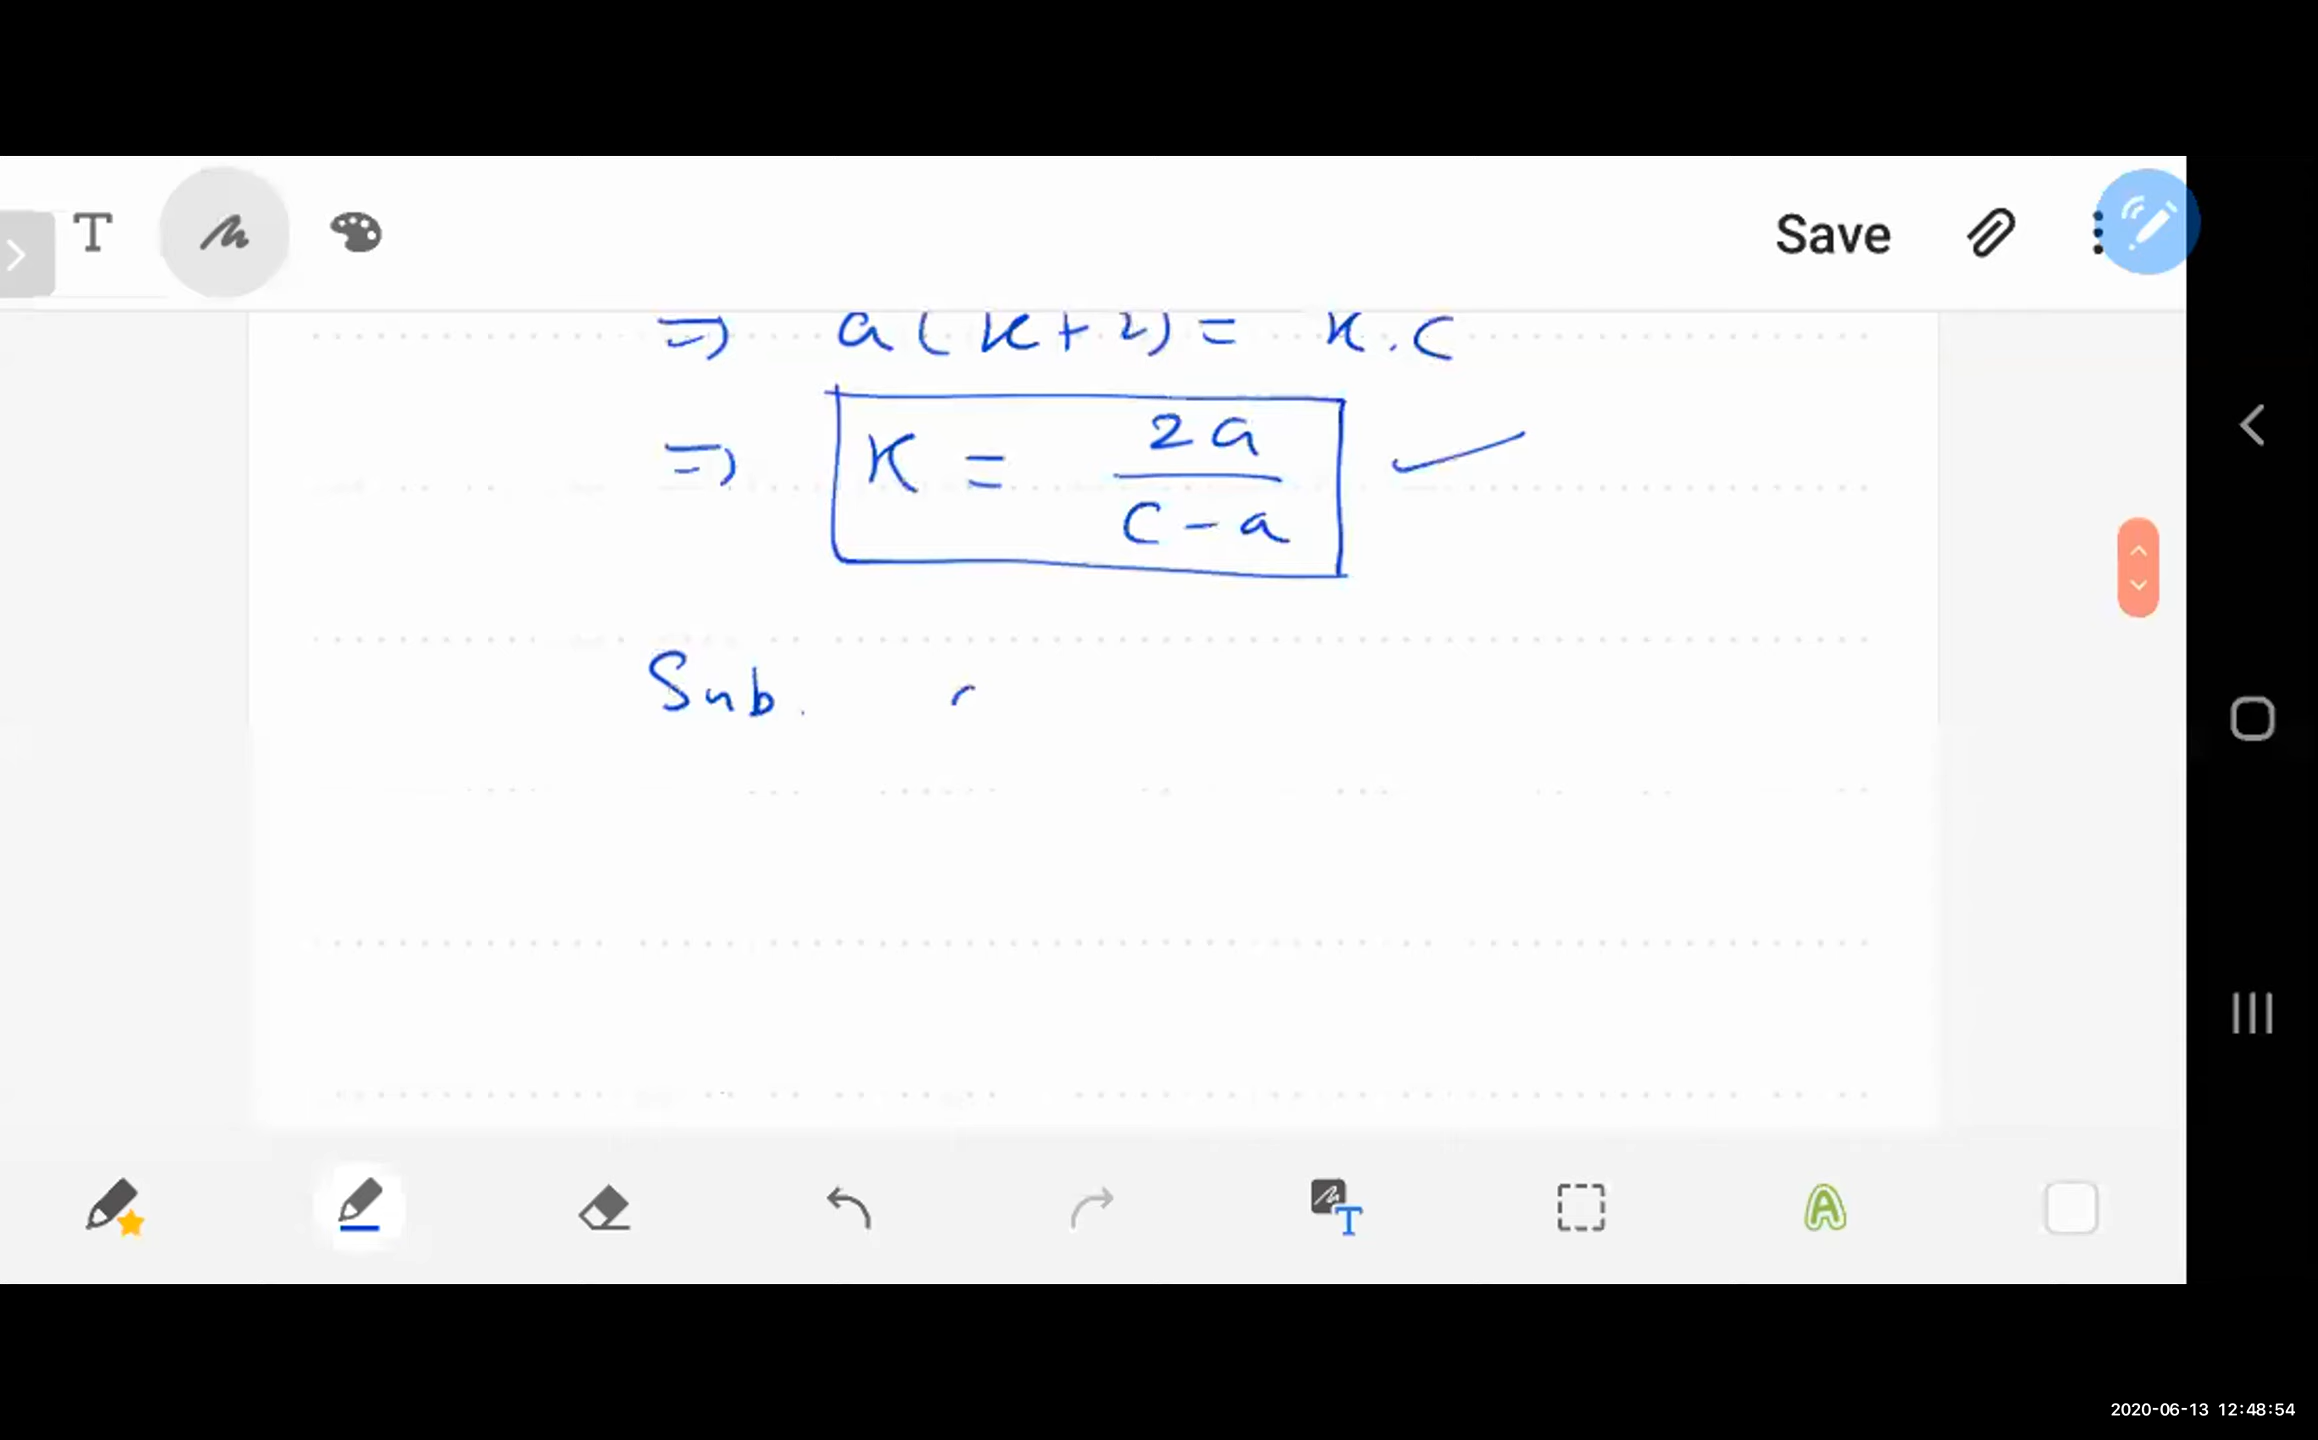 T Save
⇒ a(k+2) = k.c
⇒ K = 2a / c-a ✓
Sub.
2020-06-13 12:48:54